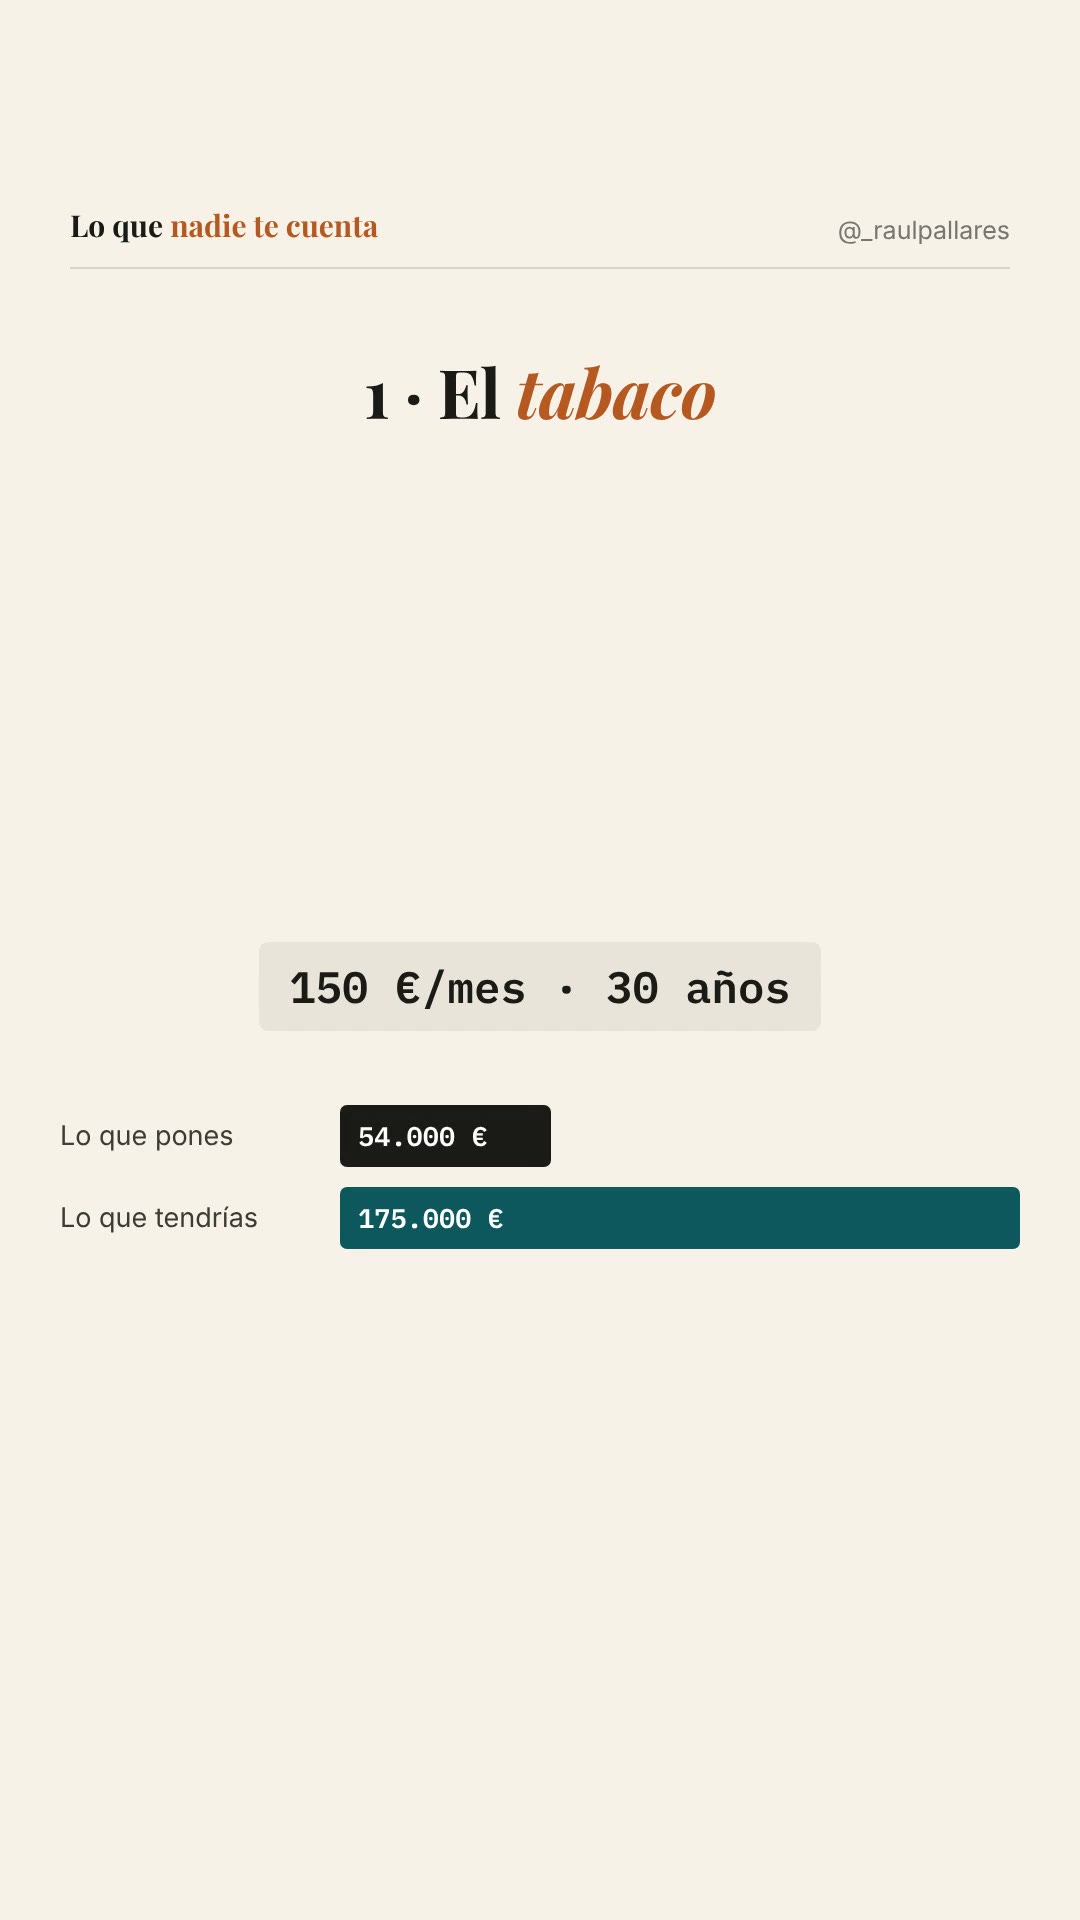 Lo que nadie te cuenta
@_raulpallares
1 · El tabaco
150 €/mes · 30 años
Lo que pones
54.000 €
Lo que tendrías
175.000 €